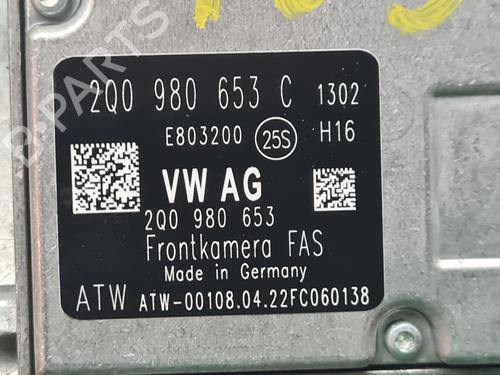 2Q0 980 653 C 1302
E803200 25S H16
VW AG
2Q0 980 653
Frontkamera FAS
Made in Germany
ATW ATW-00108.04.22FC060138
B-PARTS